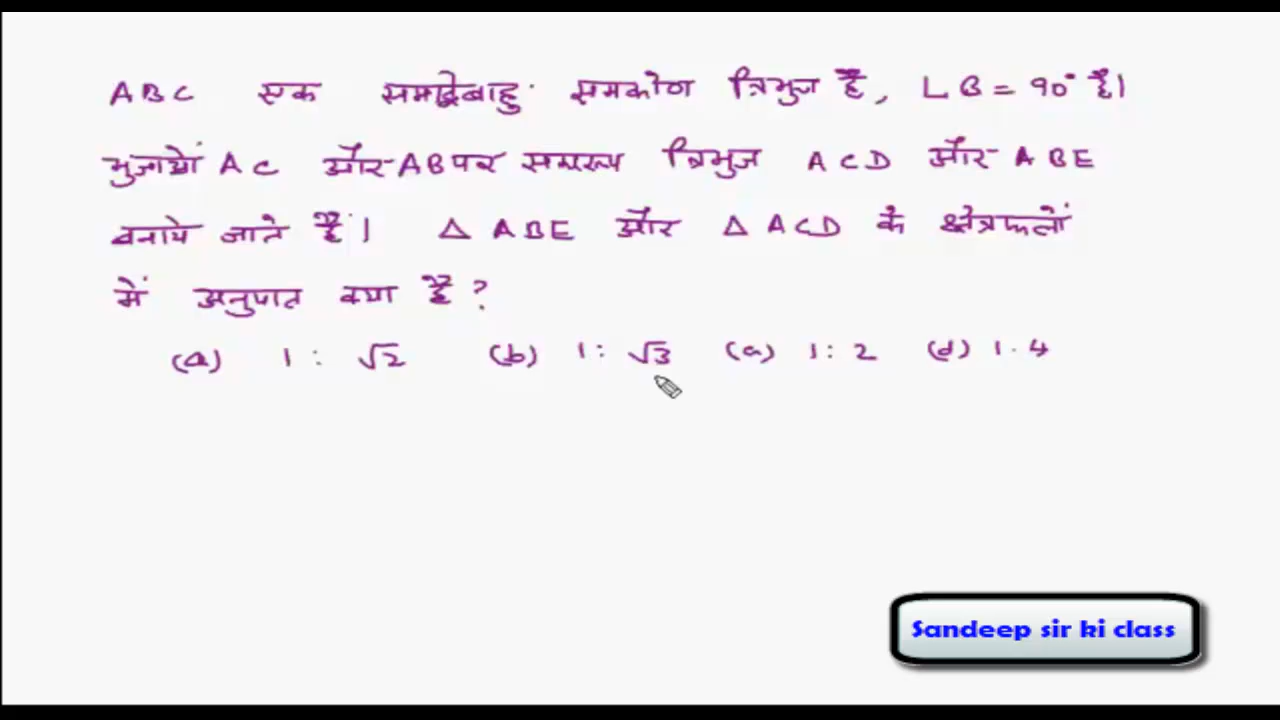 ABC एक समद्विबाहु समकोण त्रिभुज है, ∠B = 90° है।
भुजाओं AC और AB पर समरूप त्रिभुज ACD और ABE
बनाये जाते हैं। △ ABE और △ ACD के क्षेत्रफलों
में अनुपात क्या है ?
(a) 1 : √2 (b) 1 : √3 (c) 1 : 2 (d) 1 . 4
Sandeep sir ki class